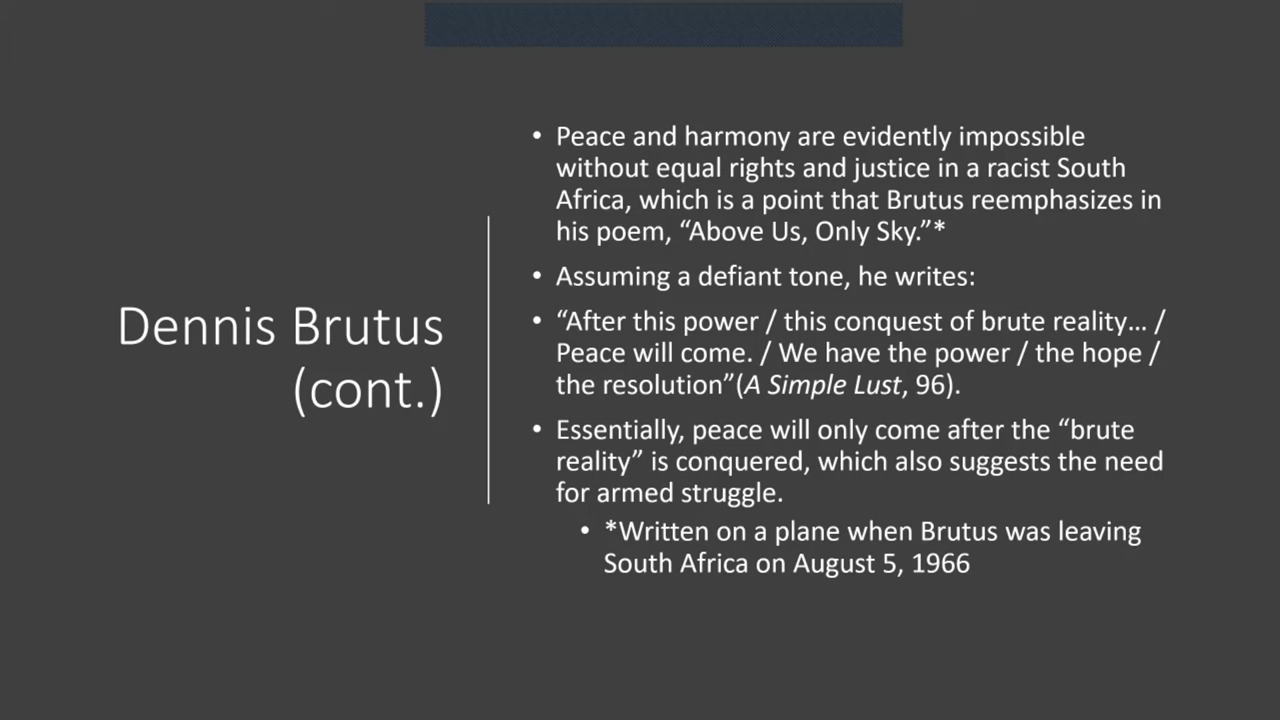 Dennis Brutus
(cont.)
• Peace and harmony are evidently impossible
without equal rights and justice in a racist South
Africa, which is a point that Brutus reemphasizes in
his poem, “Above Us, Only Sky.”*
• Assuming a defiant tone, he writes:
• “After this power / this conquest of brute reality… /
Peace will come. / We have the power / the hope /
the resolution”(A Simple Lust, 96).
• Essentially, peace will only come after the “brute
reality” is conquered, which also suggests the need
for armed struggle.
• *Written on a plane when Brutus was leaving
South Africa on August 5, 1966